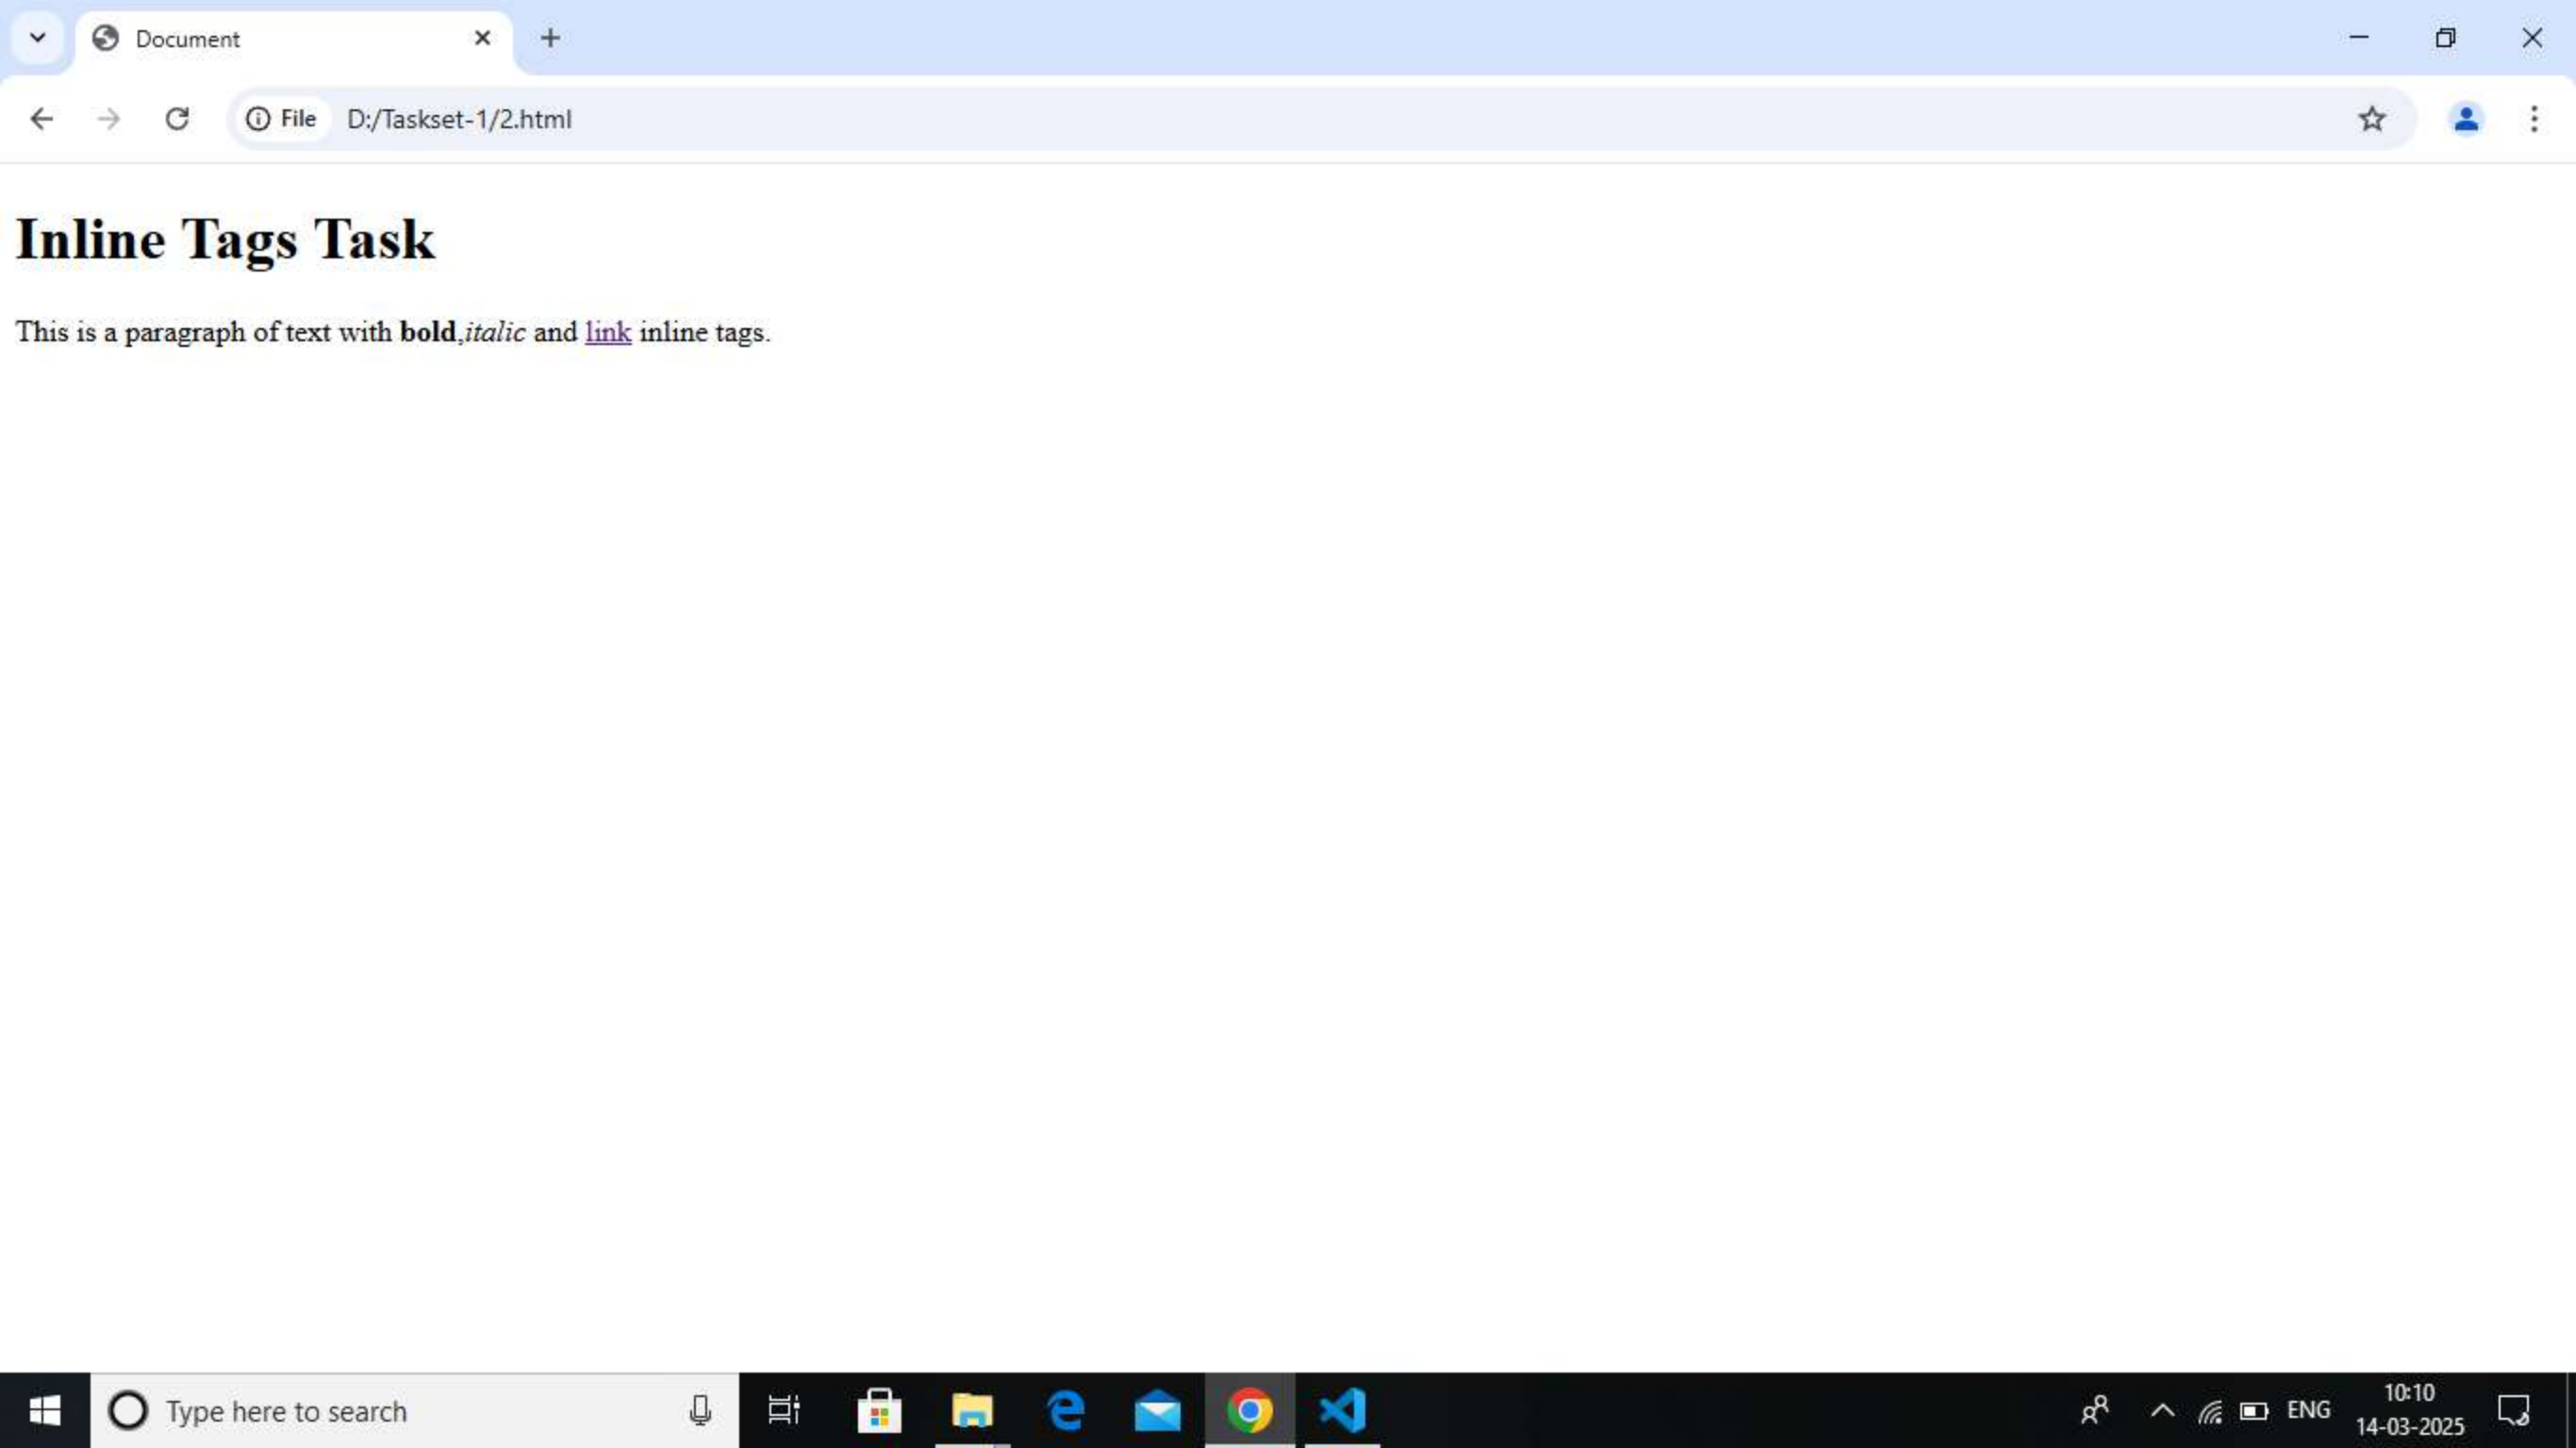 Document
File D:/Taskset-1/2.html
Inline Tags Task
This is a paragraph of text with bold,italic and link inline tags.
Type here to search
ENG
10:10
14-03-2025